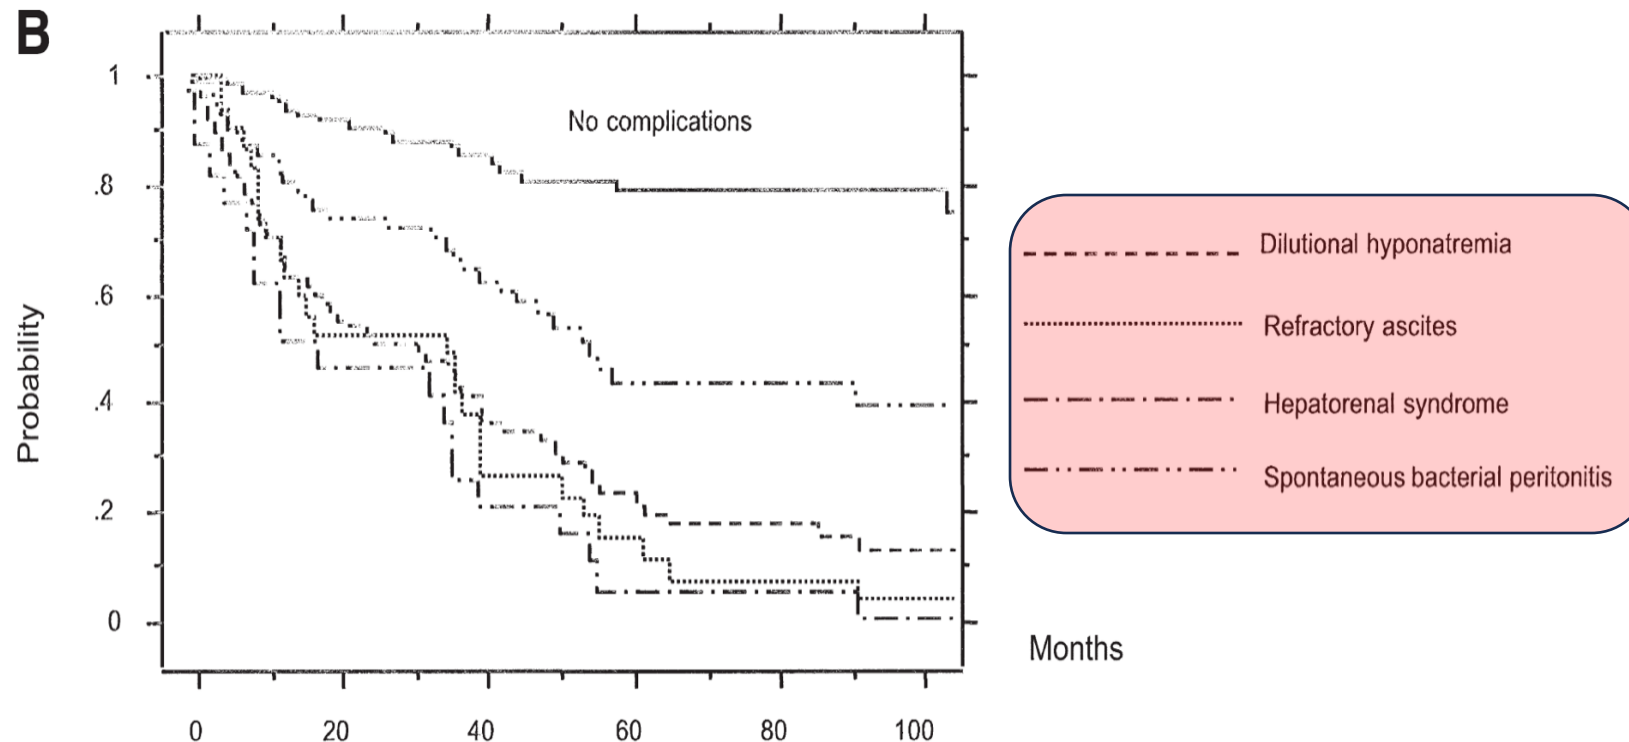 B
1
No complications
.8
Dilutional hyponatremia
.6
Refractory ascites
Probability
.4
Hepatorenal syndrome
Spontaneous bacterial peritonitis
.2
0
Months
0 20 40 60 80 100